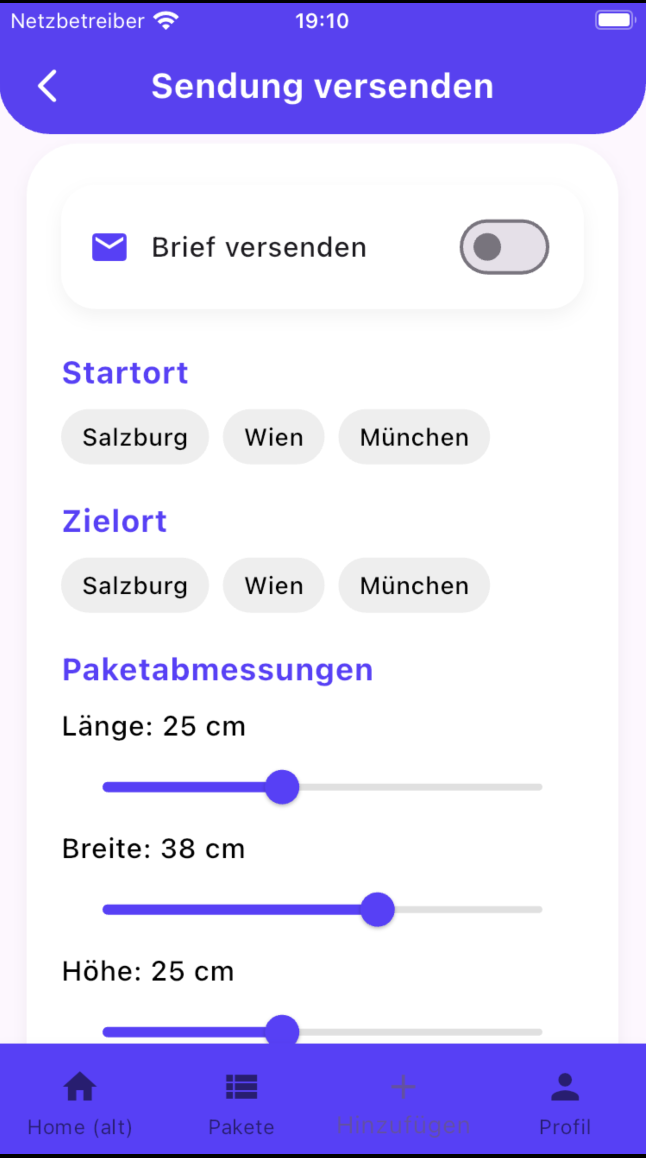 Netzbetreiber 19:10
Sendung versenden
Brief versenden
Startort
Salzburg Wien München
Zielort
Salzburg Wien München
Paketabmessungen
Länge: 25 cm
Breite: 38 cm
Höhe: 25 cm
Home (alt) Pakete Hinzufügen Profil